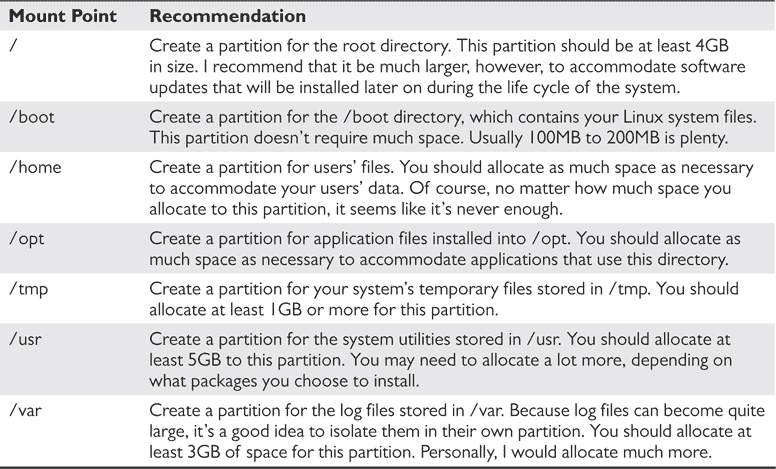 Mount Point Recommendation
/ Create a partition for the root directory. This partition should be at least 4GB
in size. I recommend that it be much larger, however, to accommodate software
updates that will be installed later on during the life cycle of the system.
/boot Create a partition for the /boot directory, which contains your Linux system files.
This partition doesn’t require much space. Usually 100MB to 200MB is plenty.
/home Create a partition for users’ files. You should allocate as much space as necessary
to accommodate your users’ data. Of course, no matter how much space you
allocate to this partition, it seems like it’s never enough.
/opt Create a partition for application files installed into /opt. You should allocate as
much space as necessary to accommodate applications that use this directory.
/tmp Create a partition for your system’s temporary files stored in /tmp. You should
allocate at least 1GB or more for this partition.
/usr Create a partition for the system utilities stored in /usr. You should allocate at
least 5GB to this partition. You may need to allocate a lot more, depending on
what packages you choose to install.
/var Create a partition for the log files stored in /var. Because log files can become quite
large, it’s a good idea to isolate them in their own partition. You should allocate at
least 3GB of space for this partition. Personally, I would allocate much more.